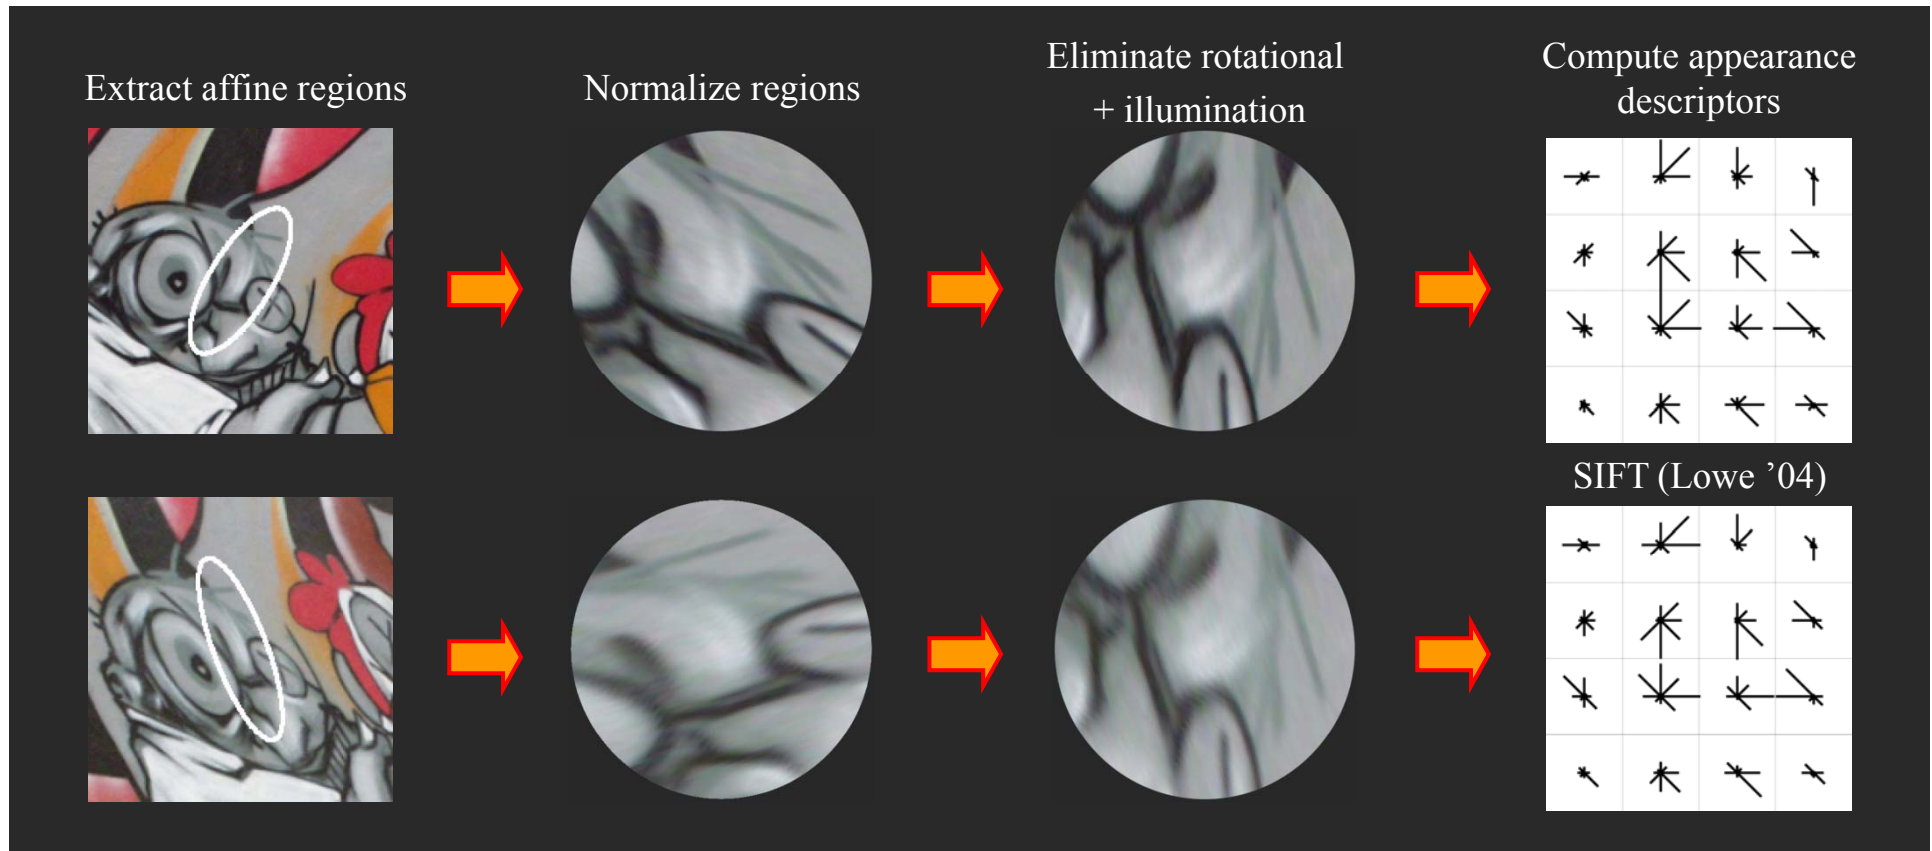 Extract affine regions
Normalize regions
Eliminate rotational
+ illumination
Compute appearance
descriptors
SIFT (Lowe ’04)